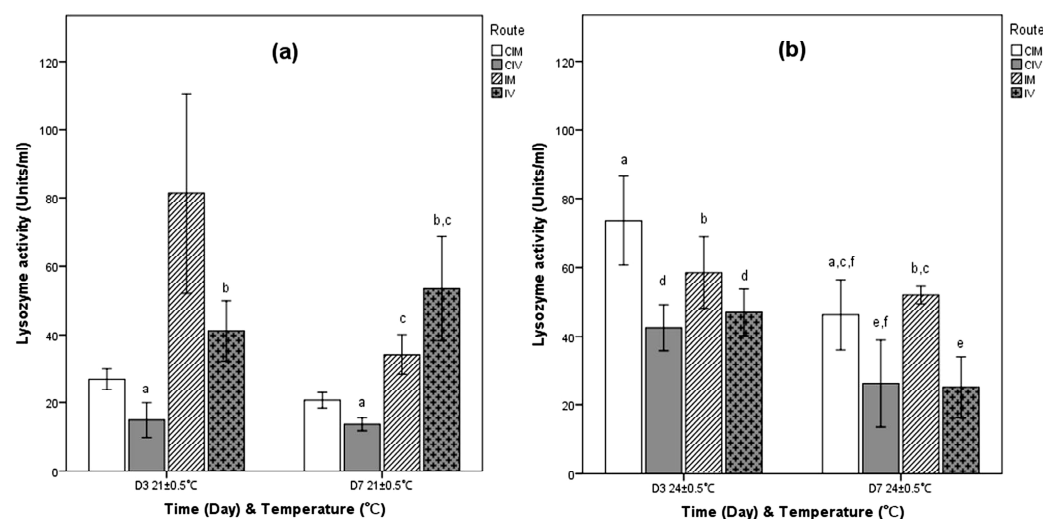 (a)
Route
CIM
CIV
IM
IV
Lysozyme activity (Units/ml)
120
100
80
60
40
20
0
a
b
a
c
b,c
D3 21±0.5°C
D7 21±0.5°C
Time (Day) & Temperature (°C)
(b)
Route
CIM
CIV
IM
IV
Lysozyme activity (Units/ml)
120
100
80
60
40
20
0
a
d
b
d
a,c,f
e,f
b,c
e
D3 24±0.5°C
D7 24±0.5°C
Time (Day) & Temperature (°C)